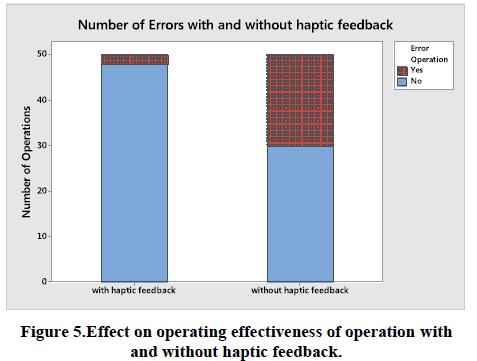 Number of Errors with and without haptic feedback
50
40
30
20
10
0
Number of Operations
with haptic feedback
without haptic feedback
Error
Operation
Yes
No
Figure 5.Effect on operating effectiveness of operation with
and without haptic feedback.